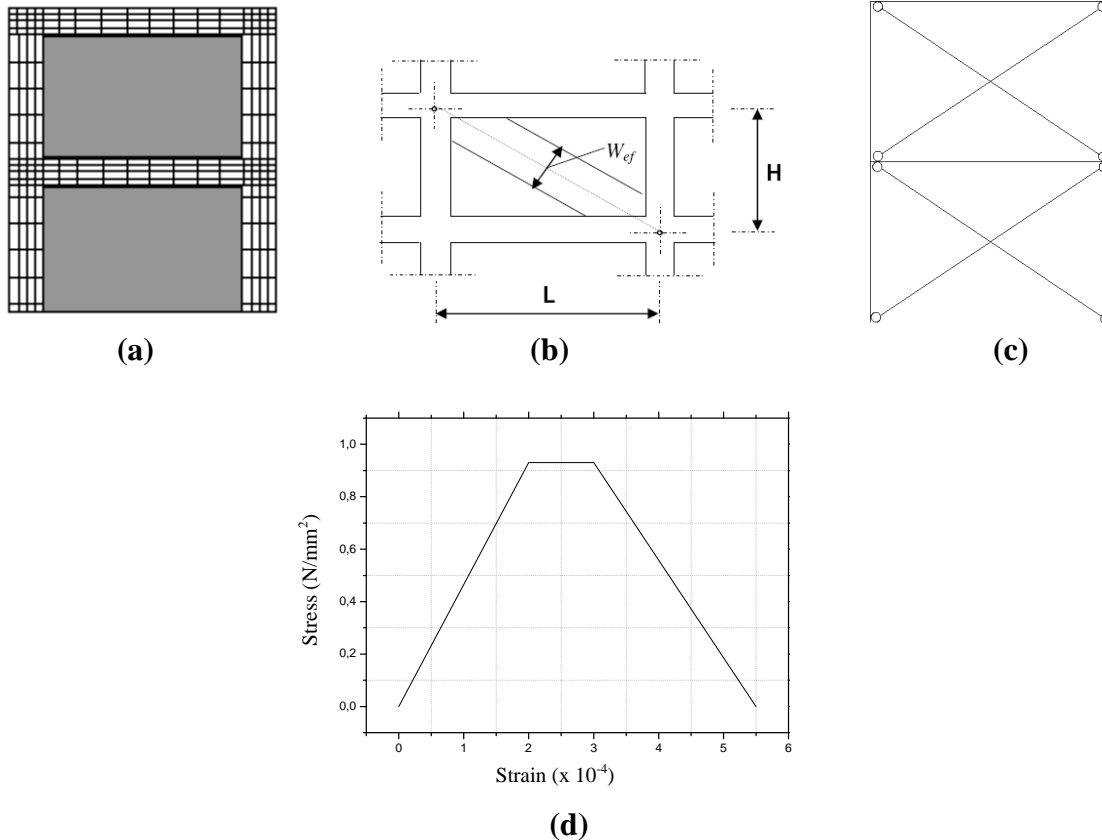 W_ef
H
L
(a)
(b)
(c)
1,0
0,8
0,6
0,4
0,2
0,0
Stress (N/mm²)
0 1 2 3 4 5 6
Strain (x 10⁻⁴)
(d)